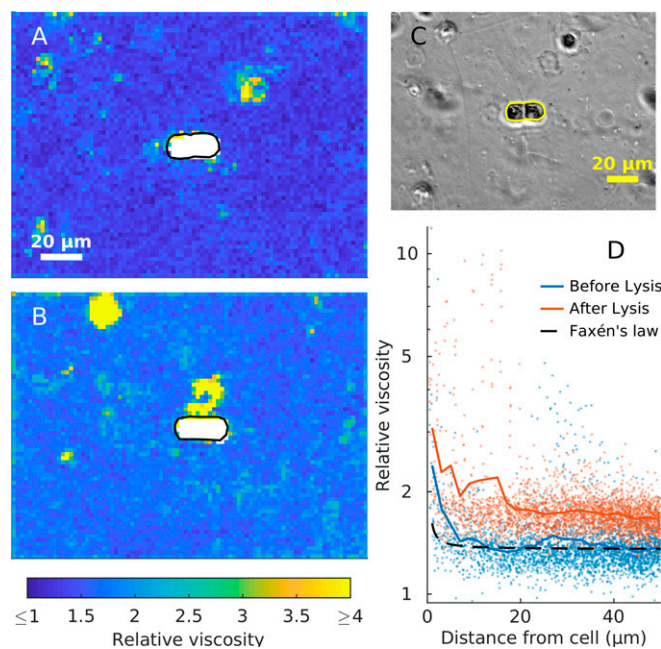 A
20 µm
B
≤1 1.5 2 2.5 3 3.5 ≥4
Relative viscosity
C
20 µm
D
10
5
2
1
Relative viscosity
Before Lysis
After Lysis
Faxén's law
0 20 40
Distance from cell (µm)